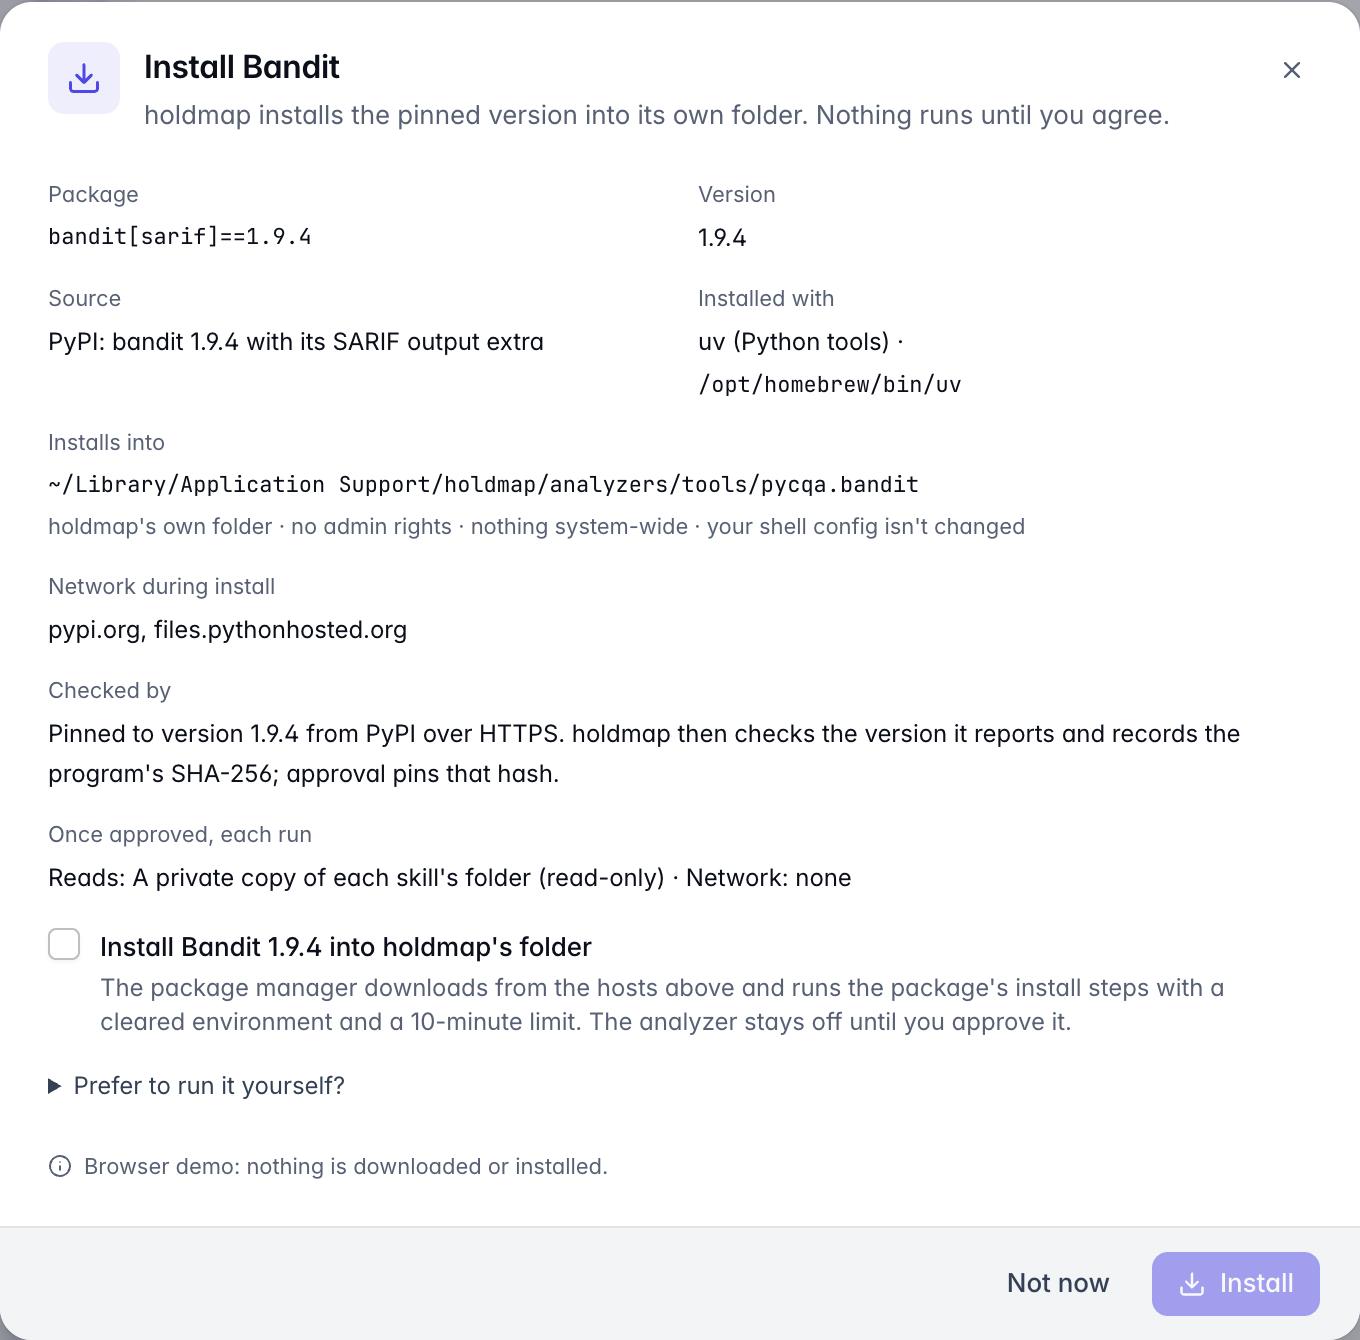 Install Bandit
holdmap installs the pinned version into its own folder. Nothing runs until you agree.
Package
bandit[sarif]==1.9.4
Version
1.9.4
Source
PyPI: bandit 1.9.4 with its SARIF output extra
Installed with
uv (Python tools) ·
/opt/homebrew/bin/uv
Installs into
~/Library/Application Support/holdmap/analyzers/tools/pycqa.bandit
holdmap's own folder · no admin rights · nothing system-wide · your shell config isn't changed
Network during install
pypi.org, files.pythonhosted.org
Checked by
Pinned to version 1.9.4 from PyPI over HTTPS. holdmap then checks the version it reports and records the
program's SHA-256; approval pins that hash.
Once approved, each run
Reads: A private copy of each skill's folder (read-only) · Network: none
Install Bandit 1.9.4 into holdmap's folder
The package manager downloads from the hosts above and runs the package's install steps with a
cleared environment and a 10-minute limit. The analyzer stays off until you approve it.
Prefer to run it yourself?
Browser demo: nothing is downloaded or installed.
Not now
Install